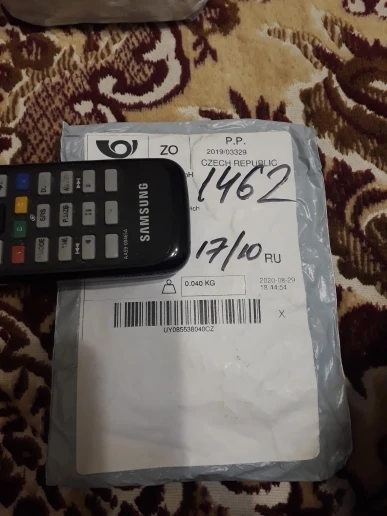 P.P.
ZO
2019/03329
CZECH REPUBLIC
1462
17/10 RU
0.040 KG
2020-08-29
18:44:54
X
UY085538040CZ
SAMSUNG